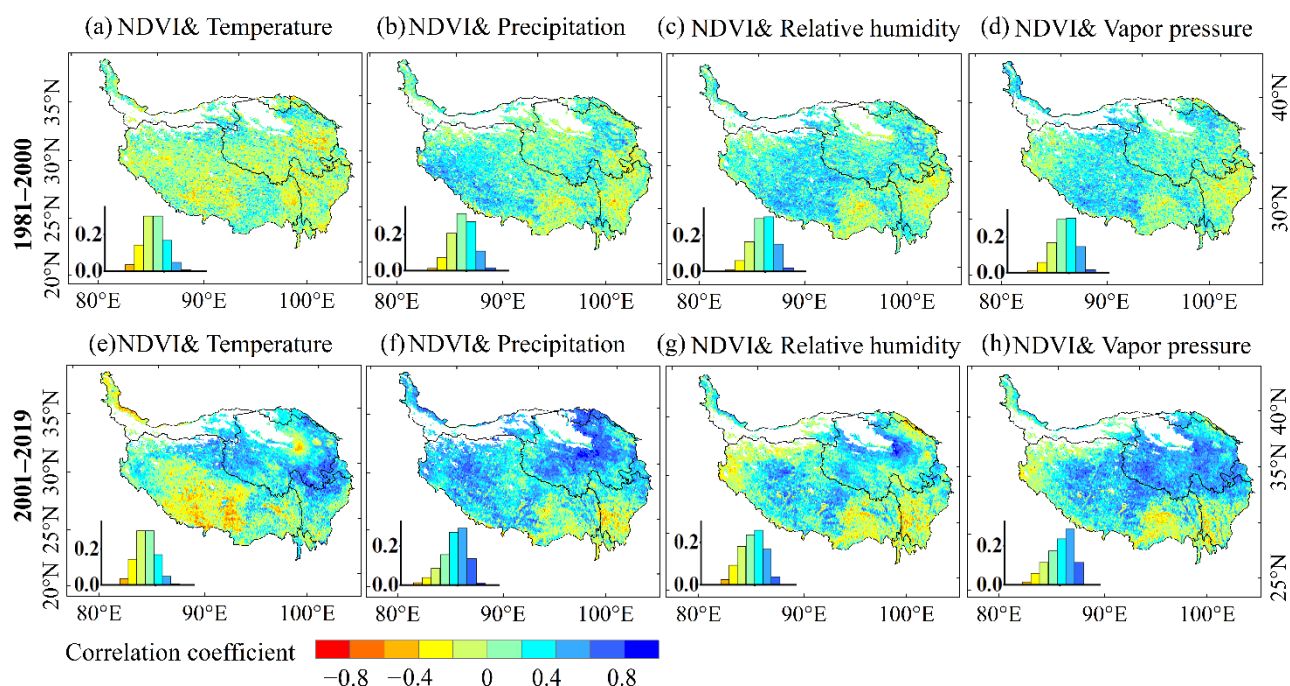 (a) NDVI& Temperature
(b) NDVI& Precipitation
(c) NDVI& Relative humidity
(d) NDVI& Vapor pressure
1981–2000
35°N
30°N
25°N
20°N
40°N
30°N
0.2
0.0
0.2
0.0
0.2
0.0
0.2
0.0
80°E 90°E 100°E
80°E 90°E 100°E
80°E 90°E 100°E
80°E 90°E 100°E
(e) NDVI& Temperature
(f) NDVI& Precipitation
(g) NDVI& Relative humidity
(h) NDVI& Vapor pressure
2001–2019
35°N
30°N
25°N
20°N
40°N
35°N
25°N
0.2
0.0
0.2
0.0
0.2
0.0
0.2
0.0
80°E 90°E 100°E
80°E 90°E 100°E
80°E 90°E 100°E
80°E 90°E 100°E
Correlation coefficient
−0.8 −0.4 0 0.4 0.8